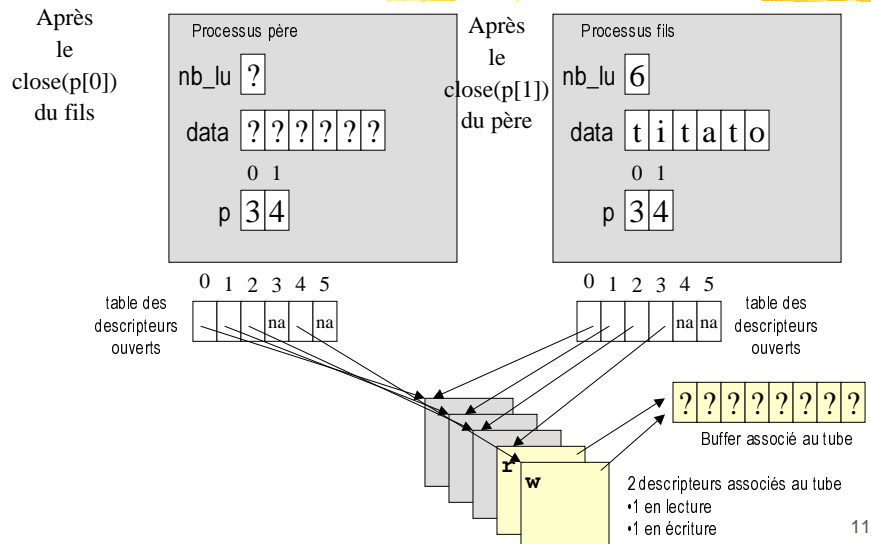 Après
le
close(p[0])
du fils
Processus père
nb_lu ?
data ? ? ? ? ? ?
0 1
p 3 4
Après
le
close(p[1])
du père
Processus fils
nb_lu 6
data t i t a t o
0 1
p 3 4
0 1 2 3 4 5
table des
descripteurs
ouverts
na na
0 1 2 3 4 5
na na
table des
descripteurs
ouverts
? ? ? ? ? ? ? ?
Buffer associé au tube
r
w
2 descripteurs associés au tube
•1 en lecture
•1 en écriture
11